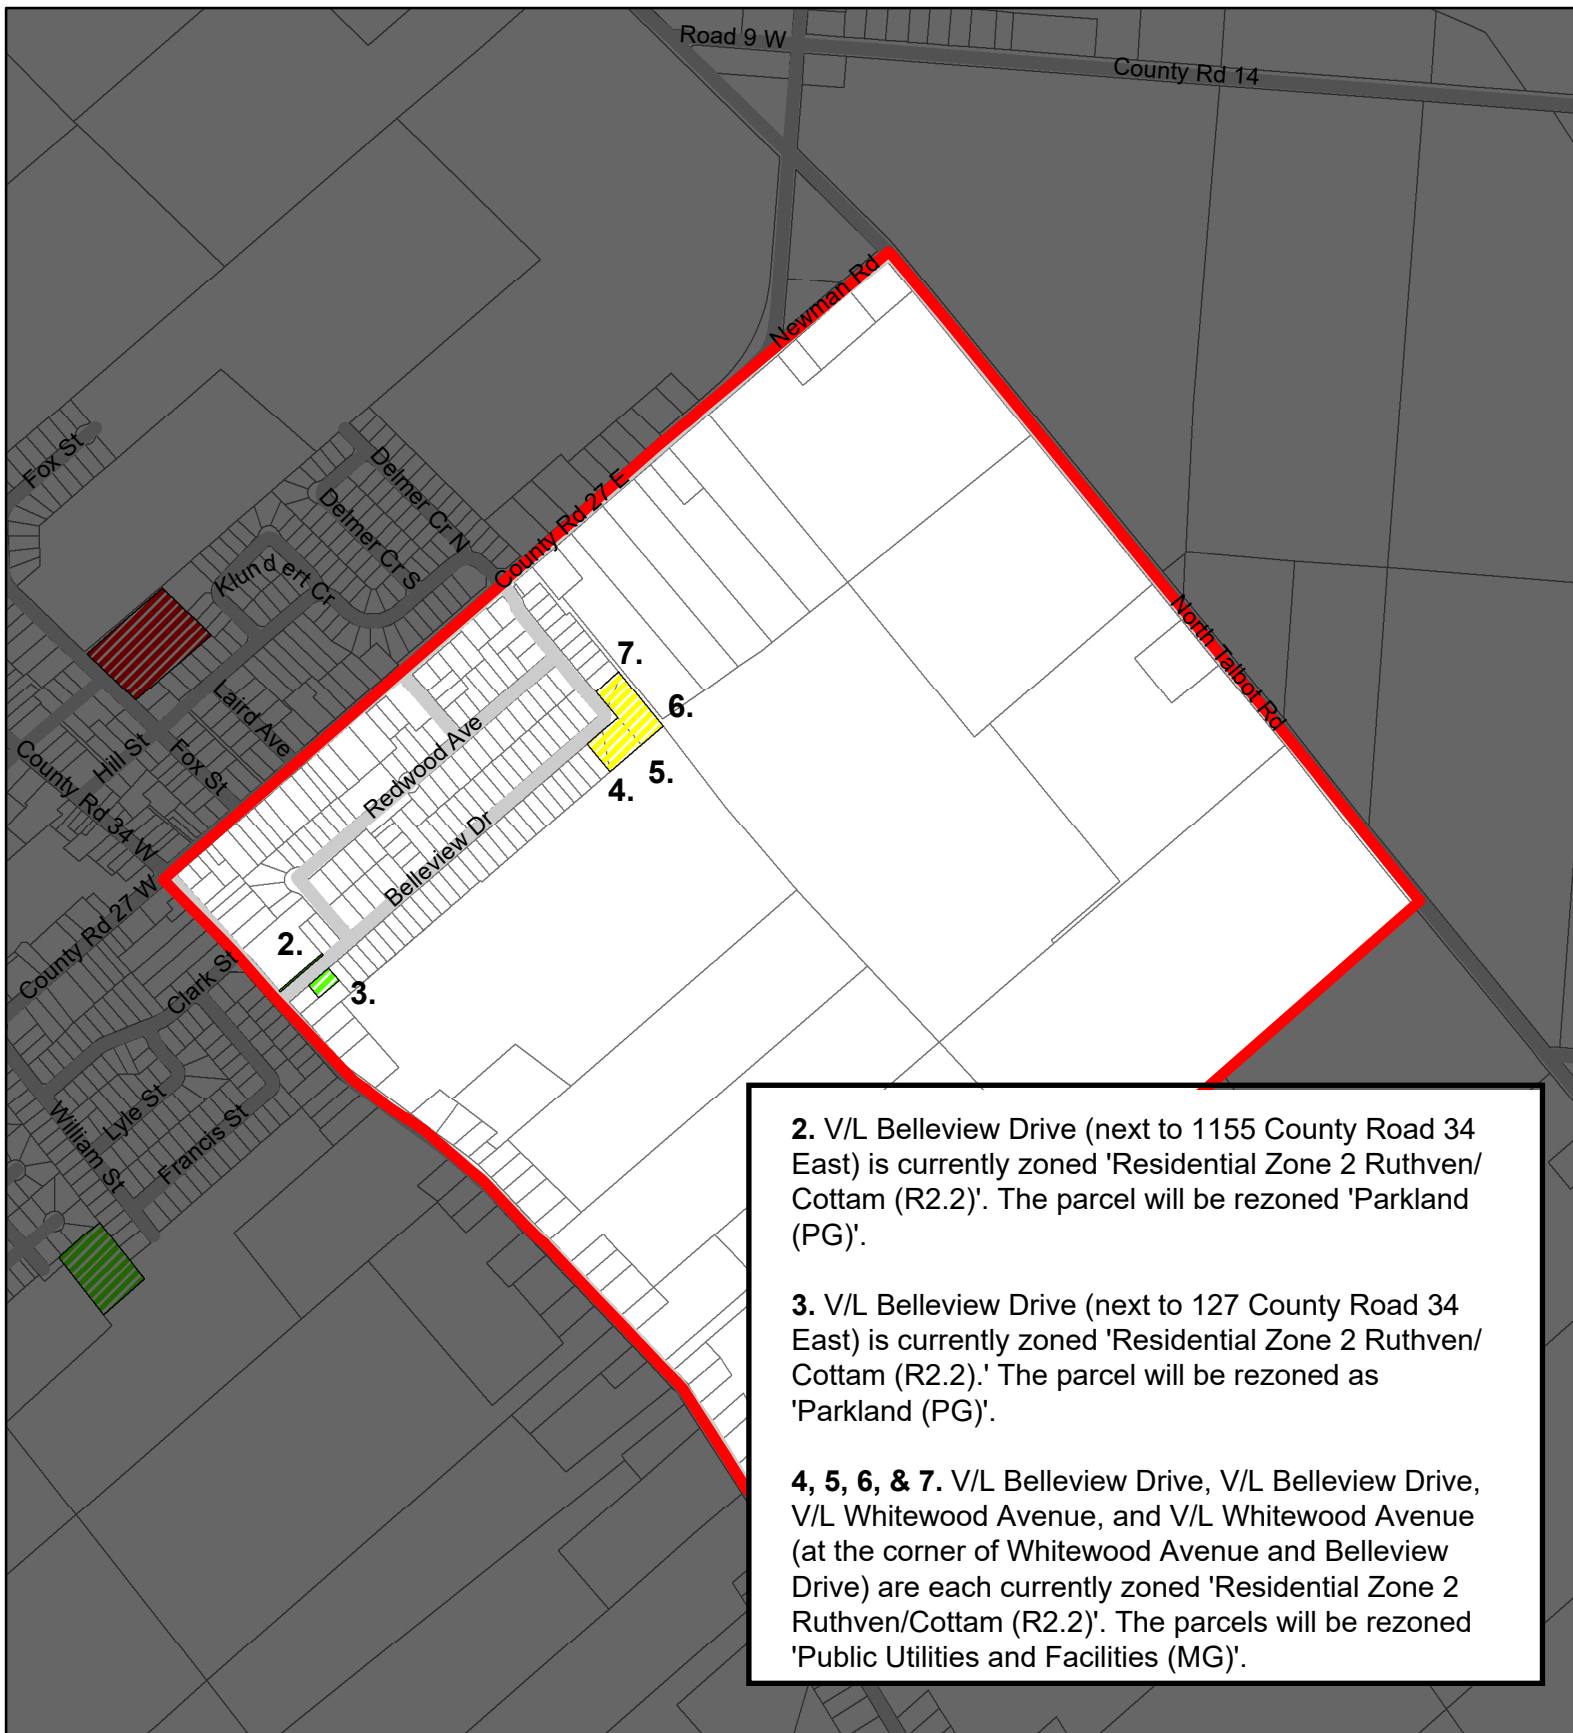 Road 9 W
County Rd 14
Newman Rd
Fox St
Delmer Cr N
Delmer Cr S
County Rd 27 E
Klundert Cr
North Talbot Rd
7.
6.
5.
4.
Laird Ave
Hill St
Fox St
County Rd 34 W
Redwood Ave
Belleview Dr
County Rd 27 W
Clark St
2.
3.
William St
Lyle St
Francis St
2. V/L Belleview Drive (next to 1155 County Road 34
East) is currently zoned 'Residential Zone 2 Ruthven/
Cottam (R2.2)'. The parcel will be rezoned 'Parkland
(PG)'.
3. V/L Belleview Drive (next to 127 County Road 34
East) is currently zoned 'Residential Zone 2 Ruthven/
Cottam (R2.2).' The parcel will be rezoned as
'Parkland (PG)'.
4, 5, 6, & 7. V/L Belleview Drive, V/L Belleview Drive,
V/L Whitewood Avenue, and V/L Whitewood Avenue
(at the corner of Whitewood Avenue and Belleview
Drive) are each currently zoned 'Residential Zone 2
Ruthven/Cottam (R2.2)'. The parcels will be rezoned
'Public Utilities and Facilities (MG)'.